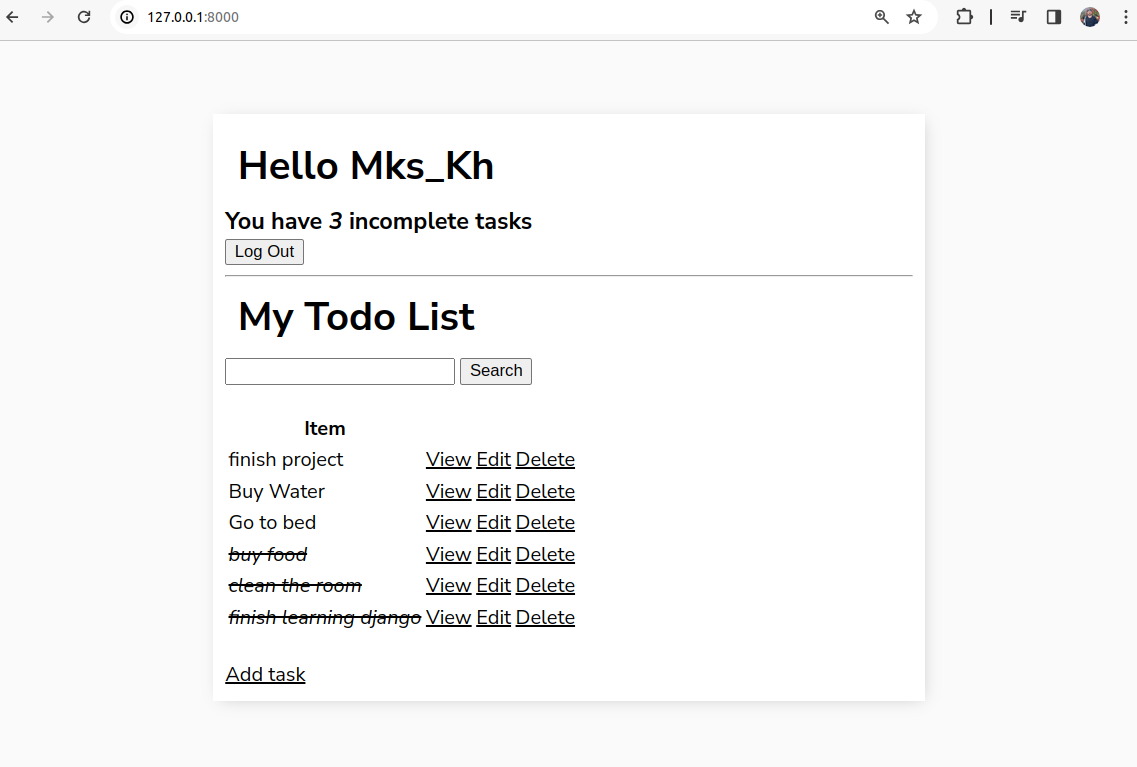 127.0.0.1:8000
Hello Mks_Kh
You have 3 incomplete tasks
Log Out
My Todo List
Search
Item
finish project View Edit Delete
Buy Water View Edit Delete
Go to bed View Edit Delete
buy food View Edit Delete
clean the room View Edit Delete
finish learning django View Edit Delete
Add task